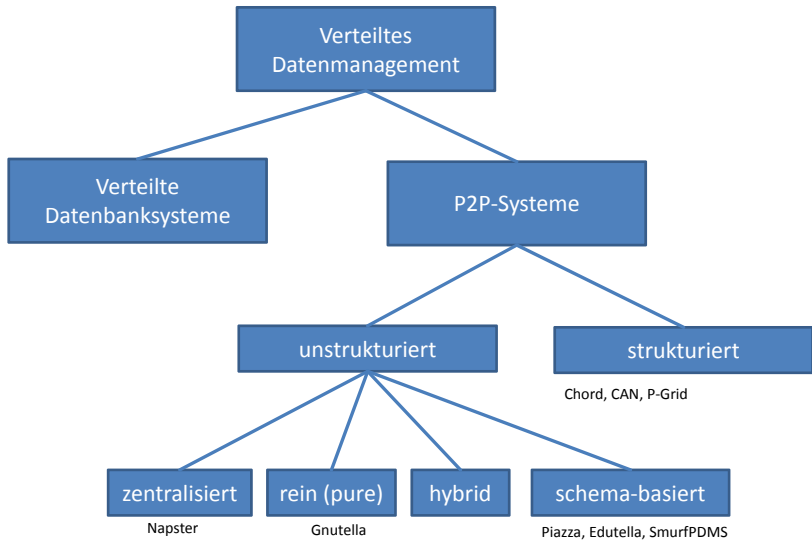 Verteiltes
Datenmanagement
Verteilte
Datenbanksysteme
P2P-Systeme
unstrukturiert
strukturiert
Chord, CAN, P-Grid
zentralisiert
rein (pure)
hybrid
schema-basiert
Napster
Gnutella
Piazza, Edutella, SmurfPDMS